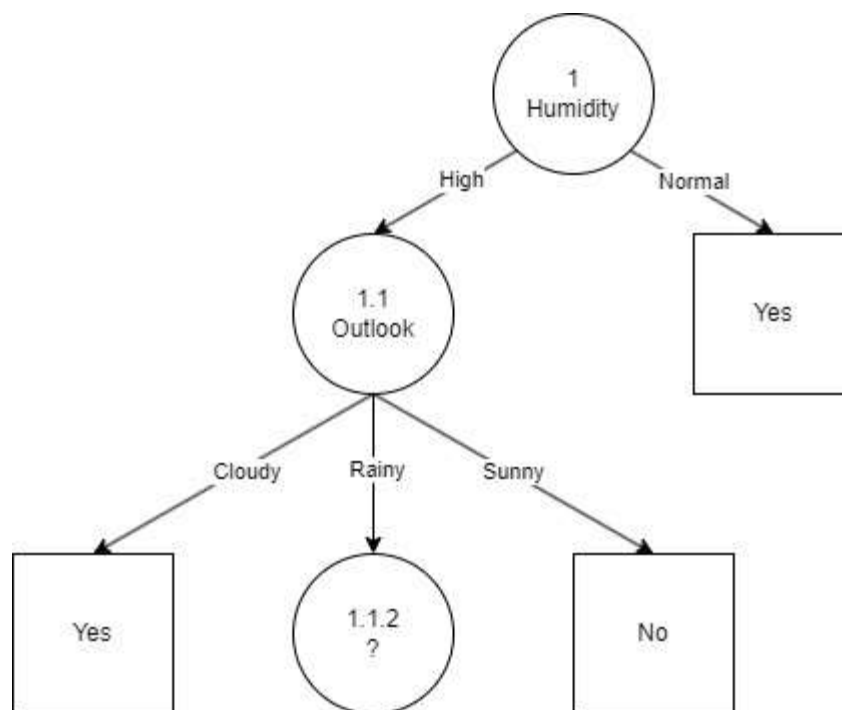 1
Humidity
High
Normal
1.1
Outlook
Yes
Cloudy
Rainy
Sunny
Yes
1.1.2
?
No